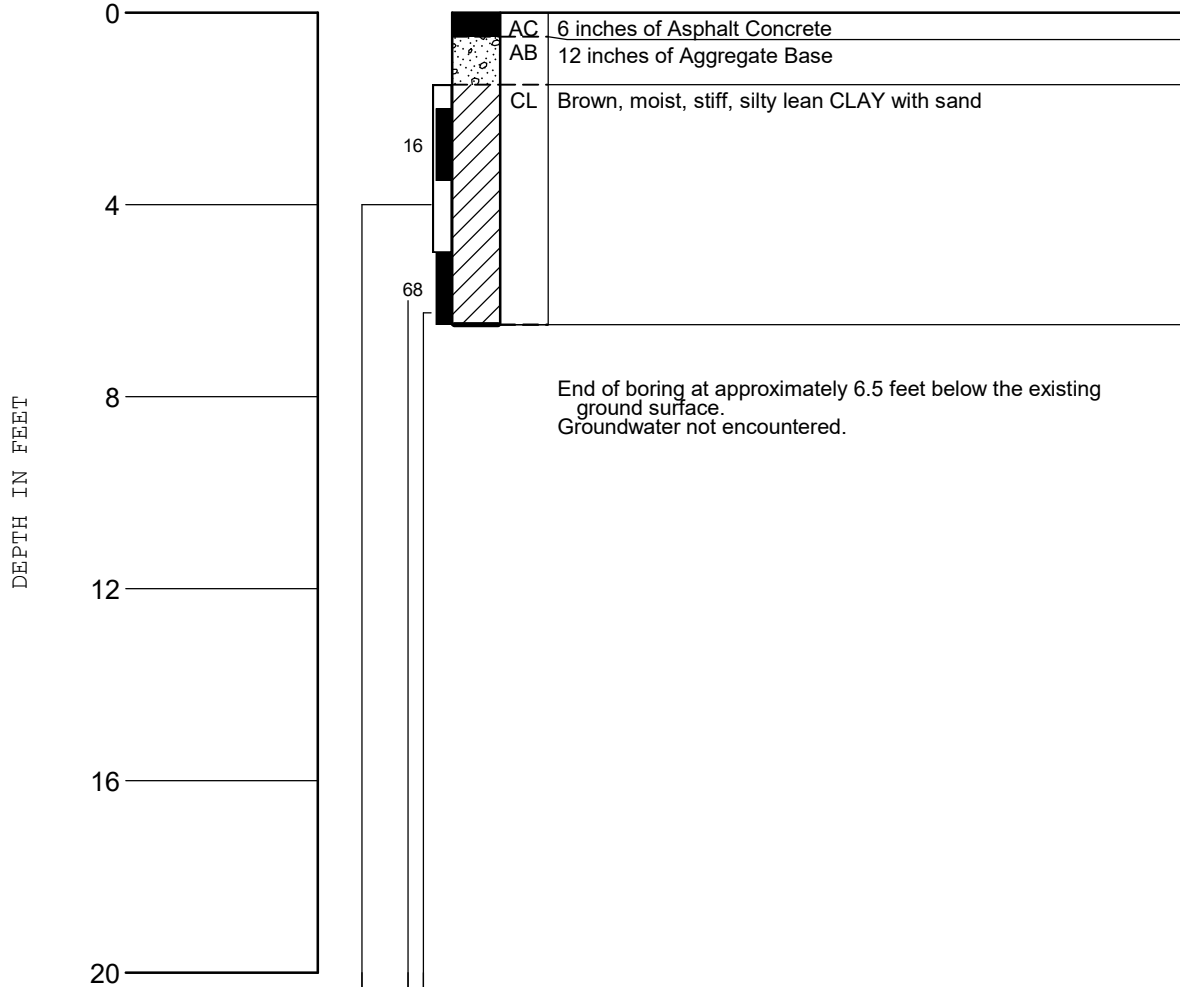 0
AC 6 inches of Asphalt Concrete
AB 12 inches of Aggregate Base
CL Brown, moist, stiff, silty lean CLAY with sand
16
4
68
8
End of boring at approximately 6.5 feet below the existing
ground surface.
Groundwater not encountered.
DEPTH IN FEET
12
16
20